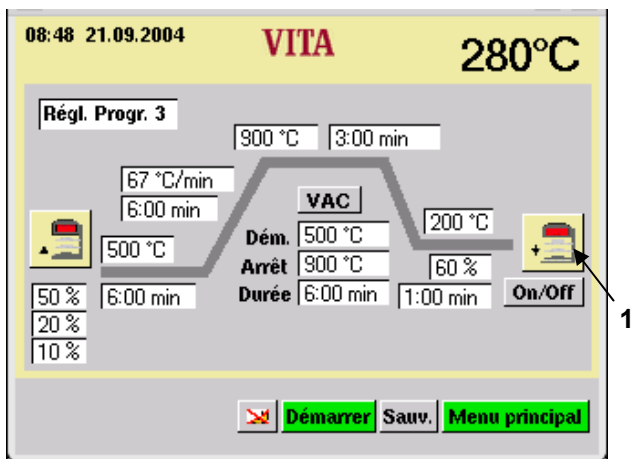 08:48 21.09.2004 VITA 280°C
Régl. Progr. 3
900 °C 3:00 min
67 °C/min
6:00 min
VAC
500 °C
Dém. 500 °C
200 °C
Arrêt 900 °C
60 %
50 % 6:00 min
Durée 6:00 min
1:00 min
On/Off
20 %
10 %
1
Démarrer Sauv. Menu principal